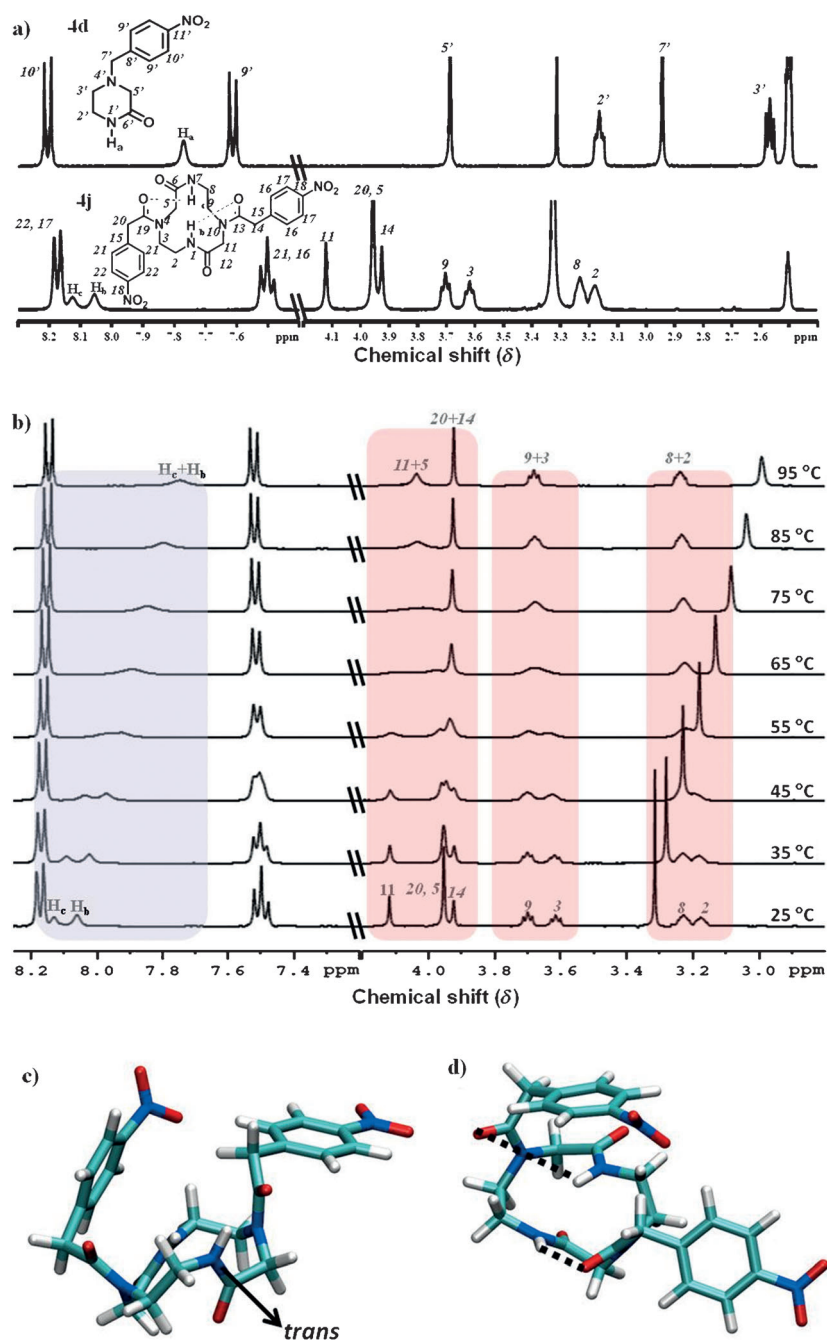 a)
4d
NO₂
9'
11'
10'
8'
9'
10'
7'
4'
N
3'
5'
2'
1'
N
6'
O
H
a
10'
Hₐ
9'
5'
2'
7'
3'
4j
O
6
N7
H
c
8
9
O
5
4
N
3
2
H
b
10
N
1
N
H
O
12
11
13
14
15
16
17
18
NO₂
16
17
O
20
19
15
21
21
22
22
18
NO₂
22, 17
H꜀
H_b
21, 16
11
20, 5
14
9
3
8
2
8.2 8.1 8.0 7.9 7.8 7.7 7.6 ppm 4.1 4.0 3.9 3.8 3.7 3.6 3.5 3.4 3.3 3.2 3.1 3.0 2.9 2.8 2.7 2.6 ppm
Chemical shift (δ)
b)
H꜀+H_b
11+5
20+14
9+3
8+2
95 °C
85 °C
75 °C
65 °C
55 °C
45 °C
35 °C
H꜀ H_b
11
20, 5
14
9
3
8
2
25 °C
8.2 8.0 7.8 7.6 7.4 ppm 4.0 3.8 3.6 3.4 3.2 3.0 ppm
Chemical shift (δ)
c)
d)
trans